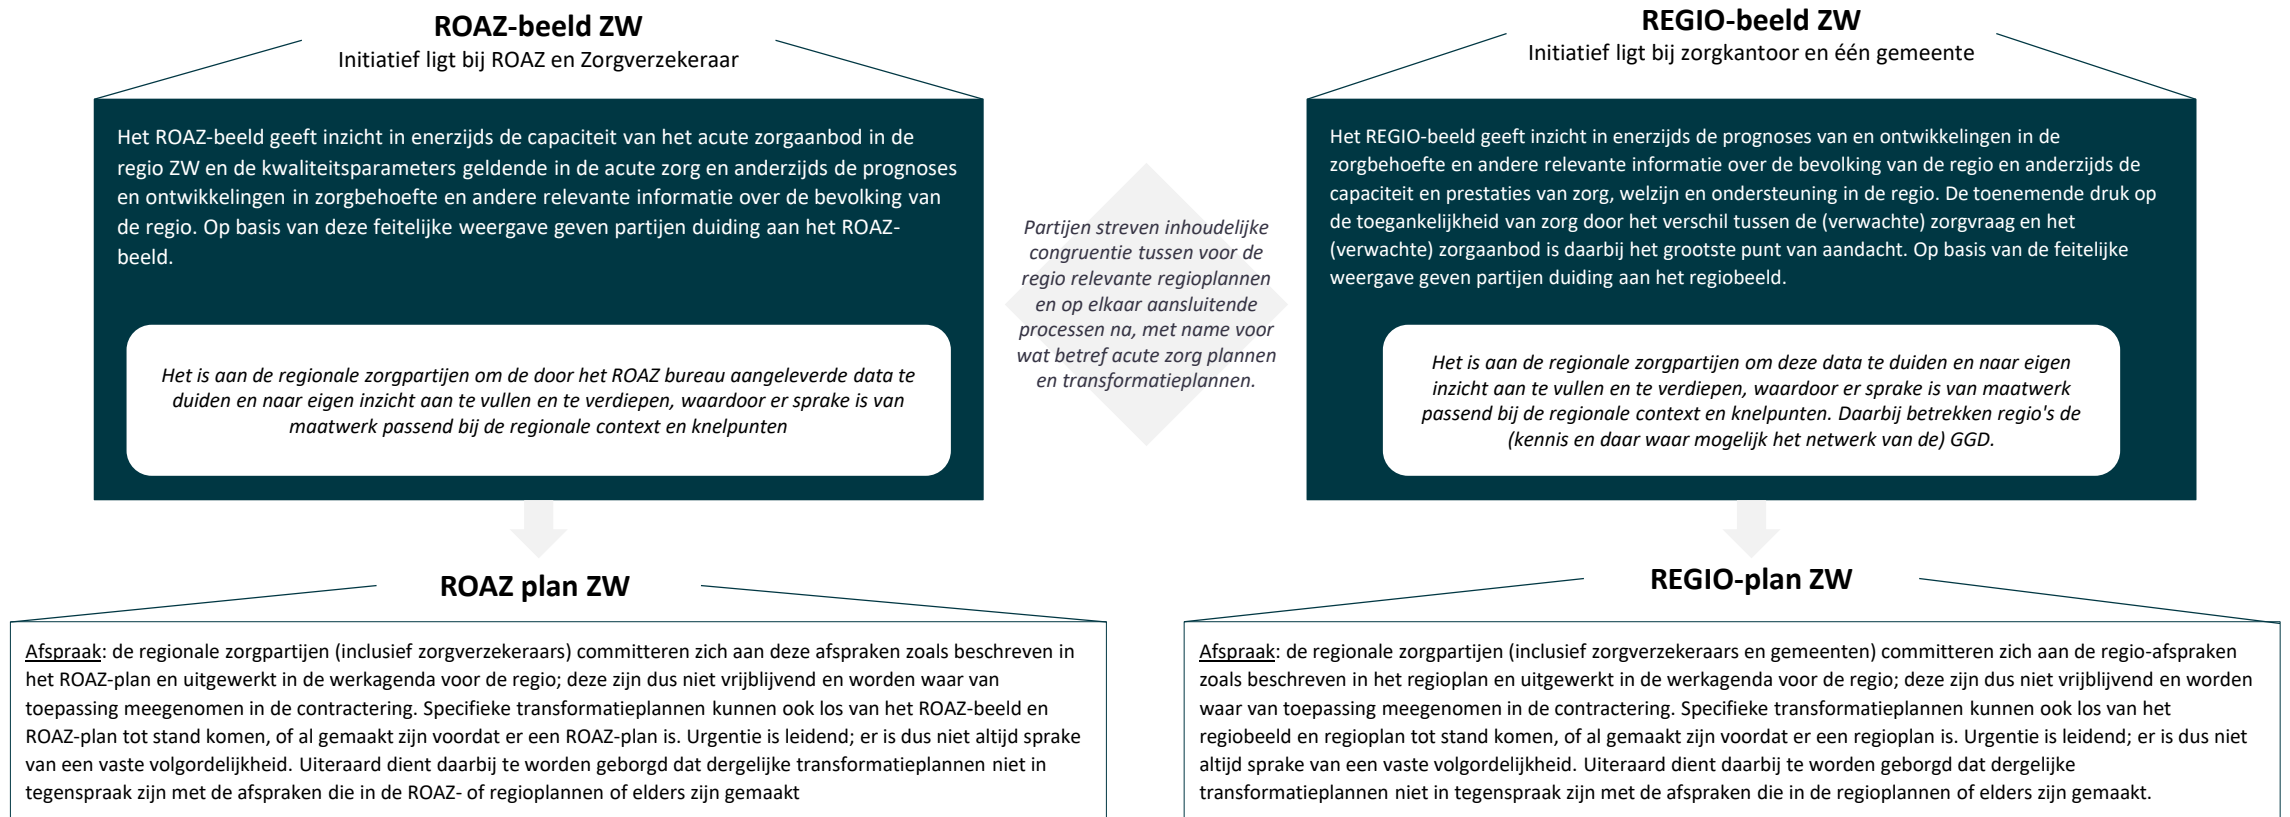 ROAZ-beeld ZW
Initiatief ligt bij ROAZ en Zorgverzekeraar
Het ROAZ-beeld geeft inzicht in enerzijds de capaciteit van het acute zorgaanbod in de
regio ZW en de kwaliteitsparameters geldende in de acute zorg en anderzijds de prognoses
en ontwikkelingen in zorgbehoefte en andere relevante informatie over de bevolking van
de regio. Op basis van deze feitelijke weergave geven partijen duiding aan het ROAZ-
beeld.
Het is aan de regionale zorgpartijen om de door het ROAZ bureau aangeleverde data te
duiden en naar eigen inzicht aan te vullen en te verdiepen, waardoor er sprake is van
maatwerk passend bij de regionale context en knelpunten
Partijen streven inhoudelijke
congruentie tussen voor de
regio relevante regioplannen
en op elkaar aansluitende
processen na, met name voor
wat betref acute zorg plannen
en transformatieplannen.
REGIO-beeld ZW
Initiatief ligt bij zorgkantoor en één gemeente
Het REGIO-beeld geeft inzicht in enerzijds de prognoses van en ontwikkelingen in de
zorgbehoefte en andere relevante informatie over de bevolking van de regio en anderzijds de
capaciteit en prestaties van zorg, welzijn en ondersteuning in de regio. De toenemende druk op
de toegankelijkheid van zorg door het verschil tussen de (verwachte) zorgvraag en het
(verwachte) zorgaanbod is daarbij het grootste punt van aandacht. Op basis van de feitelijke
weergave geven partijen duiding aan het regiobeeld.
Het is aan de regionale zorgpartijen om deze data te duiden en naar eigen
inzicht aan te vullen en te verdiepen, waardoor er sprake is van maatwerk
passend bij de regionale context en knelpunten. Daarbij betrekken regio's de
(kennis en daar waar mogelijk het netwerk van de) GGD.
ROAZ plan ZW
Afspraak: de regionale zorgpartijen (inclusief zorgverzekeraars) committeren zich aan deze afspraken zoals beschreven in
het ROAZ-plan en uitgewerkt in de werkagenda voor de regio; deze zijn dus niet vrijblijvend en worden waar van
toepassing meegenomen in de contractering. Specifieke transformatieplannen kunnen ook los van het ROAZ-beeld en
ROAZ-plan tot stand komen, of al gemaakt zijn voordat er een ROAZ-plan is. Urgentie is leidend; er is dus niet altijd sprake
van een vaste volgordelijkheid. Uiteraard dient daarbij te worden geborgd dat dergelijke transformatieplannen niet in
tegenspraak zijn met de afspraken die in de ROAZ- of regioplannen of elders zijn gemaakt
REGIO-plan ZW
Afspraak: de regionale zorgpartijen (inclusief zorgverzekeraars en gemeenten) committeren zich aan de regio-afspraken
zoals beschreven in het regioplan en uitgewerkt in de werkagenda voor de regio; deze zijn dus niet vrijblijvend en worden
waar van toepassing meegenomen in de contractering. Specifieke transformatieplannen kunnen ook los van het
regiobeeld en regioplan tot stand komen, of al gemaakt zijn voordat er een regioplan is. Urgentie is leidend; er is dus niet
altijd sprake van een vaste volgordelijkheid. Uiteraard dient daarbij te worden geborgd dat dergelijke
transformatieplannen niet in tegenspraak zijn met de afspraken die in de regioplannen of elders zijn gemaakt.